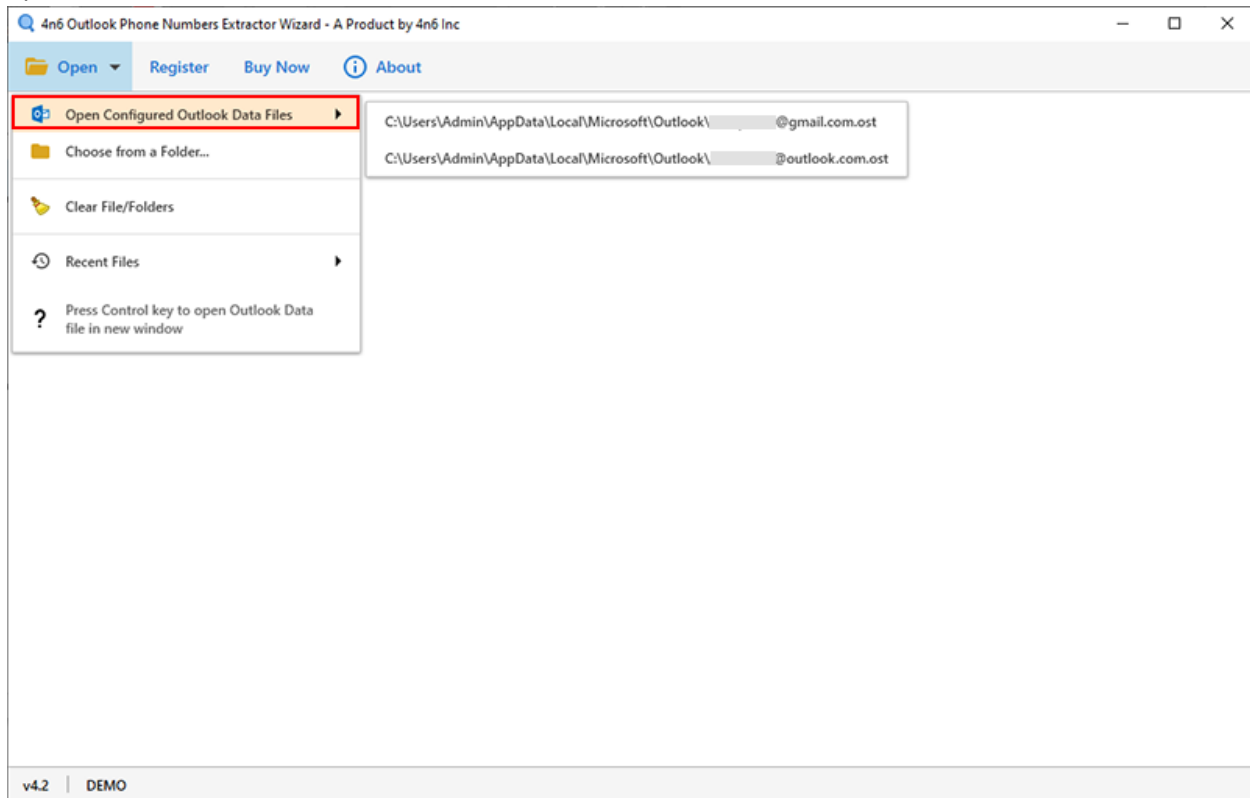 4n6 Outlook Phone Numbers Extractor Wizard - A Product by 4n6 Inc
Open Register Buy Now About
Open Configured Outlook Data Files
C:\Users\Admin\AppData\Local\Microsoft\Outlook\ @gmail.com.ost
Choose from a Folder...
C:\Users\Admin\AppData\Local\Microsoft\Outlook\ @outlook.com.ost
Clear File/Folders
Recent Files
? Press Control key to open Outlook Data
file in new window
v4.2 DEMO